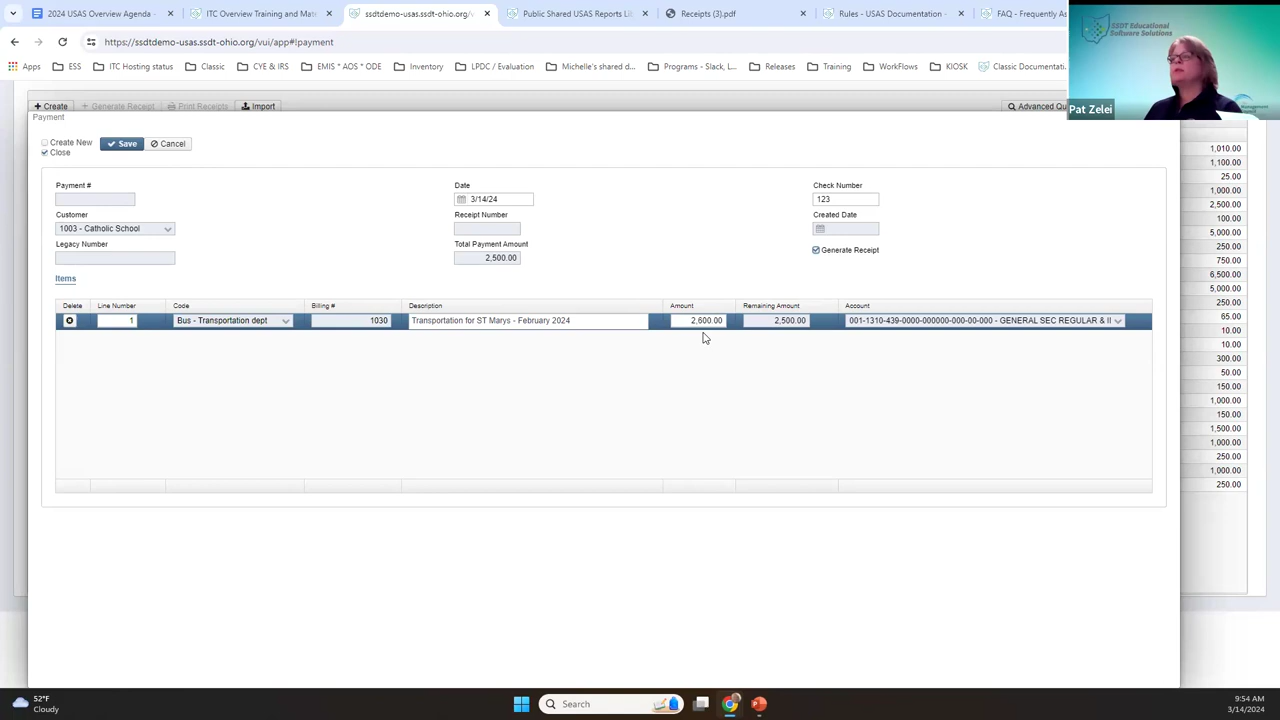 2024 USAS Overview Agenda -
ITC Overview Training and Mate
ssdtdemo-usas.ssdt-ohio.org/
Public Shared USAS Reports Li
Receipts (3).pdf
Rules - USAS Documentation -
FAQ - Frequently As
https://ssdtdemo-usas.ssdt-ohio.org/vui/app#!payment
Apps
ESS
ITC Hosting status
Classic
CYE & IRS
EMIS * AOS * ODE
Inventory
LPDC / Evaluation
Michelle's shared d...
Programs - Slack, L...
Releases
Training
WorkFlows
KIOSK
Classic Documentati
SSDT Educational
Software Solutions
Pat Zelei
Create
Generate Receipt
Print Receipts
Import
Advanced Qu
Payment
Create New
Close
Save
Cancel
Payment #
Date
Check Number
3/14/24
123
Customer
Receipt Number
Created Date
1003 - Catholic School
Legacy Number
Total Payment Amount
Generate Receipt
2,500.00
Items
Delete
Line Number
Code
Billing #
Description
Amount
Remaining Amount
Account
1
Bus - Transportation dept
1030
Transportation for ST Marys - February 2024
2,600.00
2,500.00
001-1310-439-0000-000000-000-00-000 - GENERAL SEC REGULAR & II
1,010.00
1,100.00
25.00
1,000.00
2,500.00
100.00
5,000.00
250.00
750.00
6,500.00
5,000.00
250.00
65.00
10.00
10.00
300.00
50.00
150.00
1,000.00
150.00
1,500.00
1,000.00
250.00
1,000.00
250.00
52°F
Cloudy
Search
9:54 AM
3/14/2024